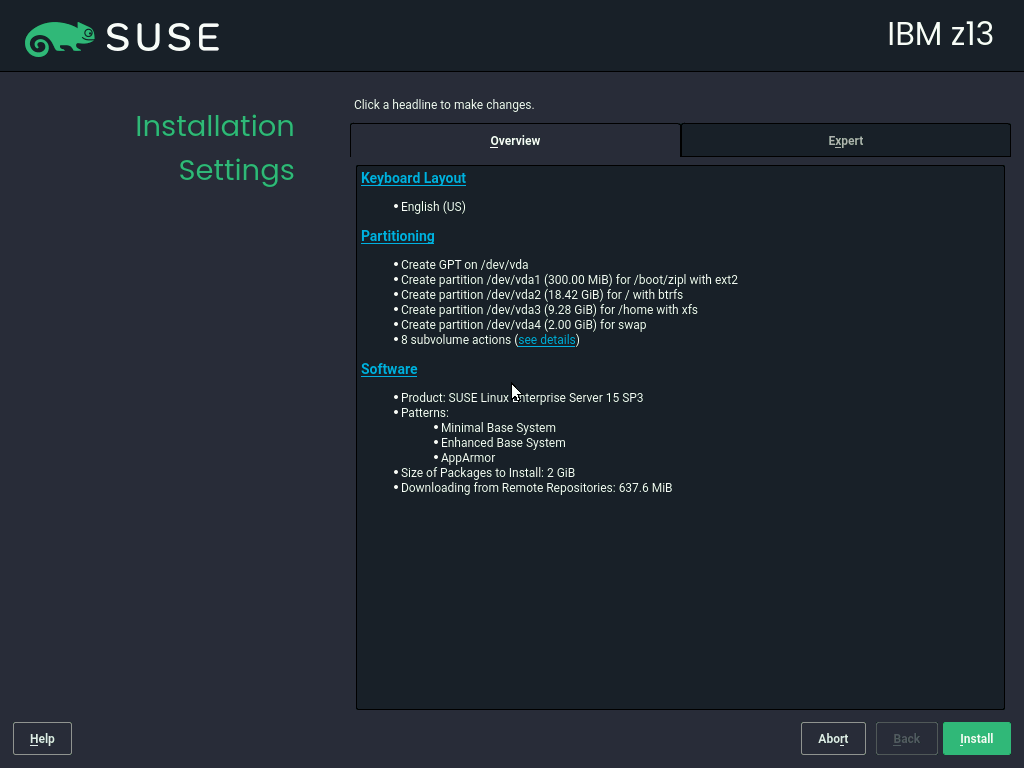 SUSE
IBM z13
Installation
Settings
Click a headline to make changes.
Overview
Expert
Keyboard Layout
• English (US)
Partitioning
• Create GPT on /dev/vda
• Create partition /dev/vda1 (300.00 MiB) for /boot/zipl with ext2
• Create partition /dev/vda2 (18.42 GiB) for / with btrfs
• Create partition /dev/vda3 (9.28 GiB) for /home with xfs
• Create partition /dev/vda4 (2.00 GiB) for swap
• 8 subvolume actions (see details)
Software
• Product: SUSE Linux Enterprise Server 15 SP3
• Patterns:
• Minimal Base System
• Enhanced Base System
• AppArmor
• Size of Packages to Install: 2 GiB
• Downloading from Remote Repositories: 637.6 MiB
Help
Abort
Back
Install